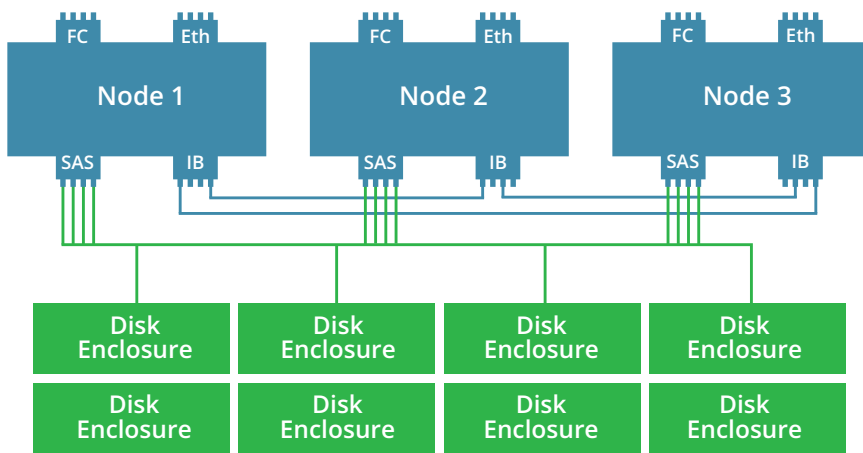 FC Eth FC Eth FC Eth
Node 1 Node 2 Node 3
SAS IB SAS IB SAS IB
Disk Disk Disk Disk
Enclosure Enclosure Enclosure Enclosure
Disk Disk Disk Disk
Enclosure Enclosure Enclosure Enclosure